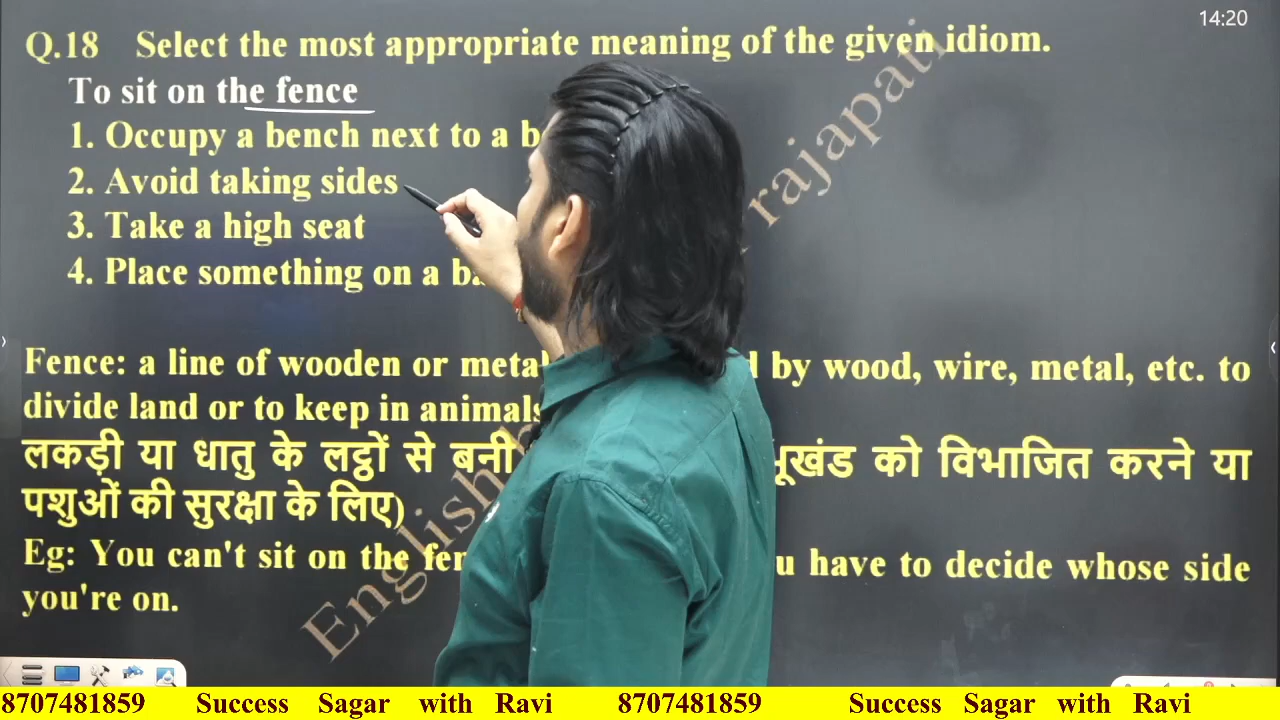 14:20
Q.18 Select the most appropriate meaning of the given idiom.
To sit on the fence
1. Occupy a bench next to a
2. Avoid taking sides
3. Take a high seat
4. Place something on a
Fence: a line of wooden or metal by wood, wire, metal, etc. to
divide land or to keep in animals
लकड़ी या धातु के लट्ठों से बनी को विभाजित करने या
पशुओं की सुरक्षा के लिए)
Eg: You can't sit on the have to decide whose side
you're on.
English rajapati
8707481859 Success Sagar with Ravi 8707481859 Success Sagar with Ravi